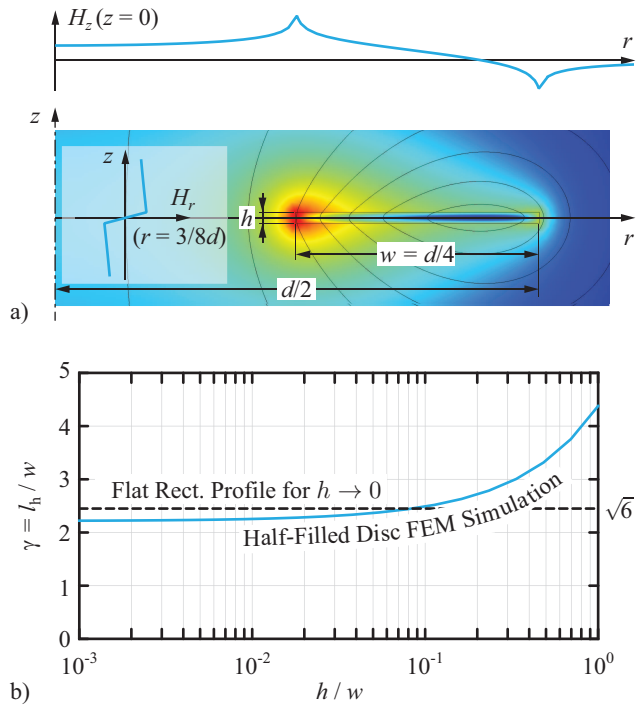 H_z (z = 0)
r
z
z
H_r
(r = 3/8d)
h
w = d/4
r
d/2
a)
5
4
3
2
1
0
γ = l_h / w
Flat Rect. Profile for h → 0
Half-Filled Disc FEM Simulation
√6
10^-3
10^-2
10^-1
10^0
h / w
b)